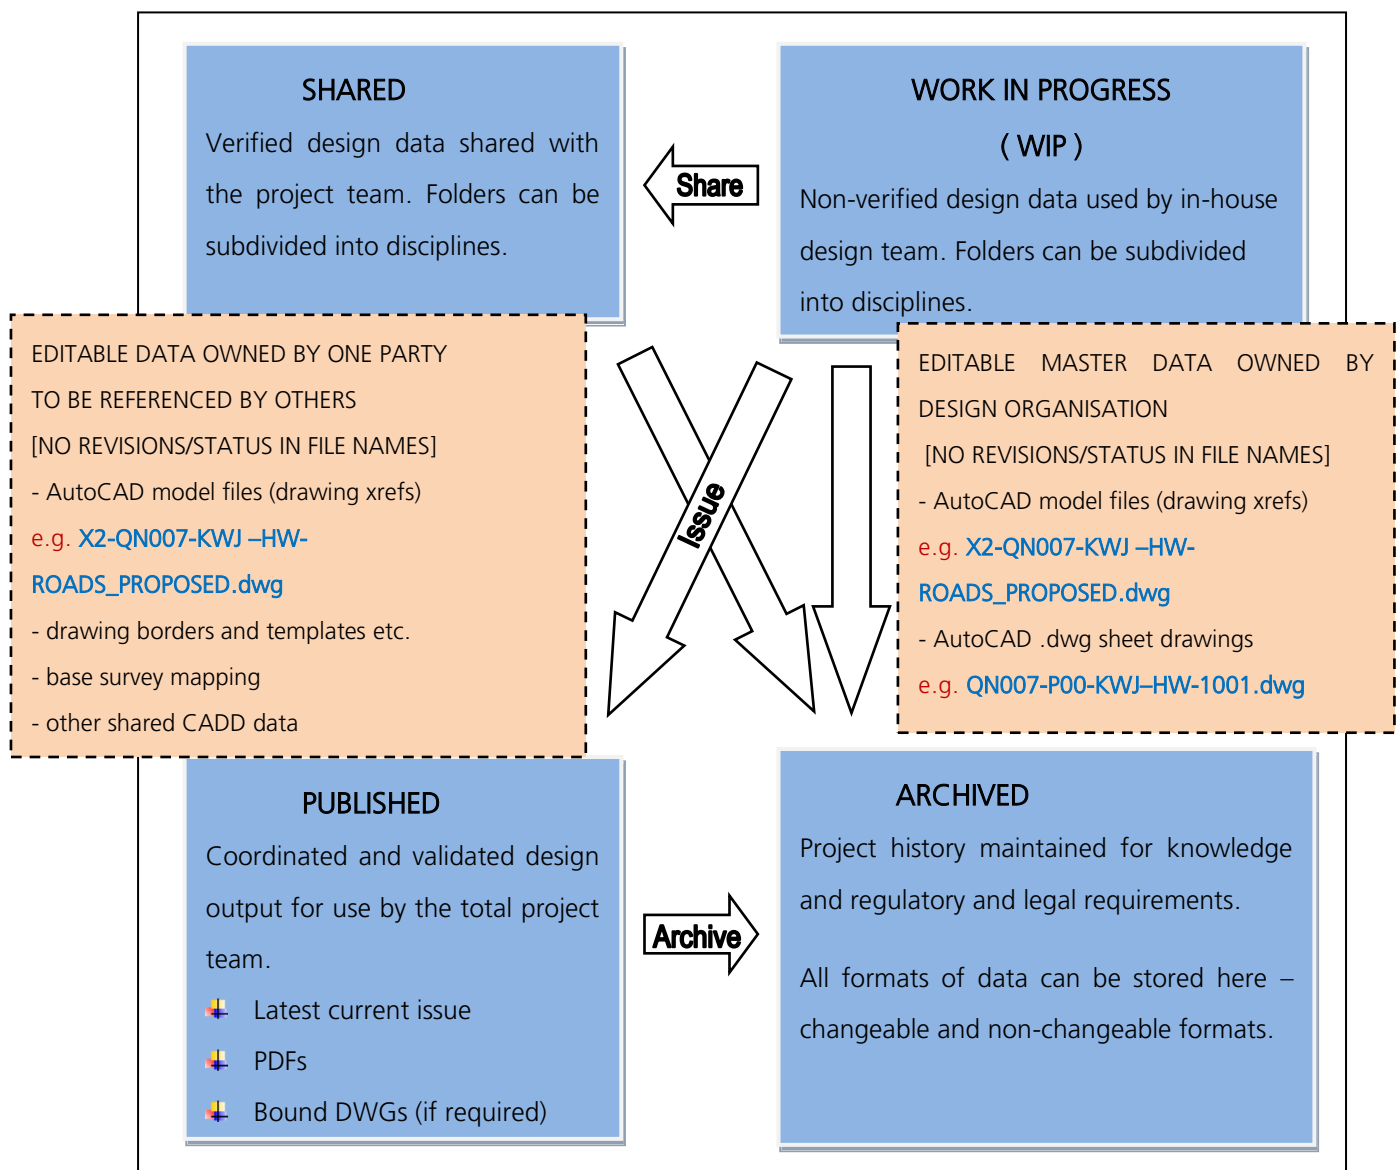 SHARED
Verified design data shared with
the project team. Folders can be
subdivided into disciplines.
Share
WORK IN PROGRESS
( WIP )
Non-verified design data used by in-house
design team. Folders can be subdivided
into disciplines.
EDITABLE DATA OWNED BY ONE PARTY
TO BE REFERENCED BY OTHERS
[NO REVISIONS/STATUS IN FILE NAMES]
- AutoCAD model files (drawing xrefs)
e.g. X2-QN007-KWJ –HW-
ROADS_PROPOSED.dwg
- drawing borders and templates etc.
- base survey mapping
- other shared CADD data
Issue
EDITABLE MASTER DATA OWNED BY
DESIGN ORGANISATION
[NO REVISIONS/STATUS IN FILE NAMES]
- AutoCAD model files (drawing xrefs)
e.g. X2-QN007-KWJ –HW-
ROADS_PROPOSED.dwg
- AutoCAD .dwg sheet drawings
e.g. QN007-P00-KWJ–HW-1001.dwg
PUBLISHED
Coordinated and validated design
output for use by the total project
team.
Latest current issue
PDFs
Bound DWGs (if required)
Archive
ARCHIVED
Project history maintained for knowledge
and regulatory and legal requirements.
All formats of data can be stored here –
changeable and non-changeable formats.